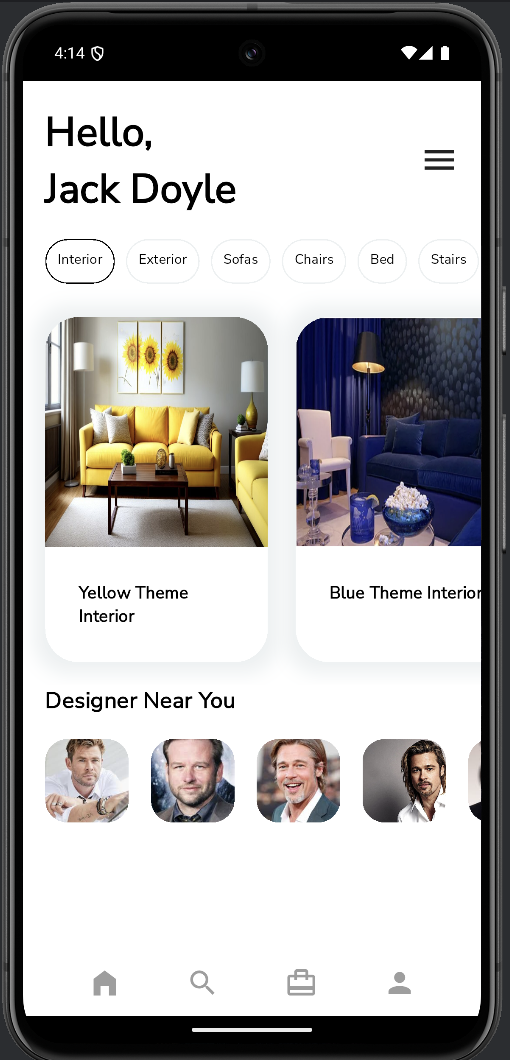 4:14
Hello,
Jack Doyle
Interior Exterior Sofas Chairs Bed Stairs
Yellow Theme
Interior
Blue Theme Interior
Designer Near You